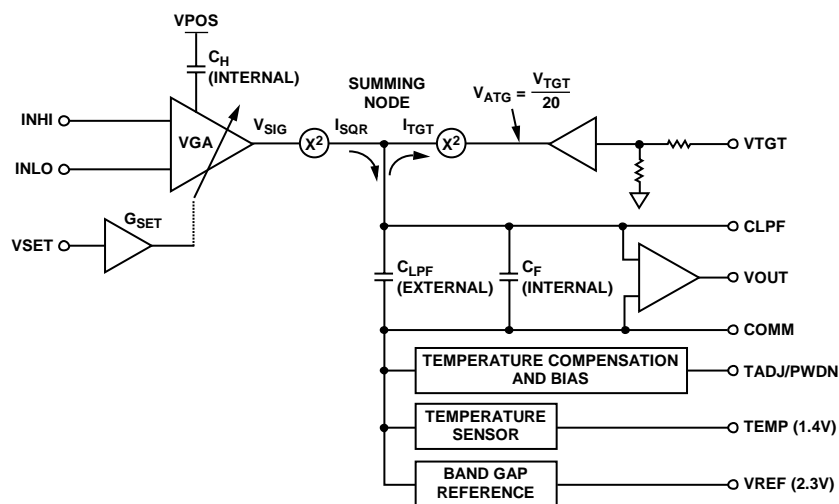 VPOS
C_H
(INTERNAL)
SUMMING
NODE
V_ATG = V_TGT
20
INHI
VGA
V_SIG
X²
I_SQR
I_TGT
X²
VTGT
INLO
G_SET
VSET
CLPF
C_LPF
(EXTERNAL)
C_F
(INTERNAL)
VOUT
COMM
TEMPERATURE COMPENSATION
AND BIAS
TADJ/PWDN
TEMPERATURE
SENSOR
TEMP (1.4V)
BAND GAP
REFERENCE
VREF (2.3V)